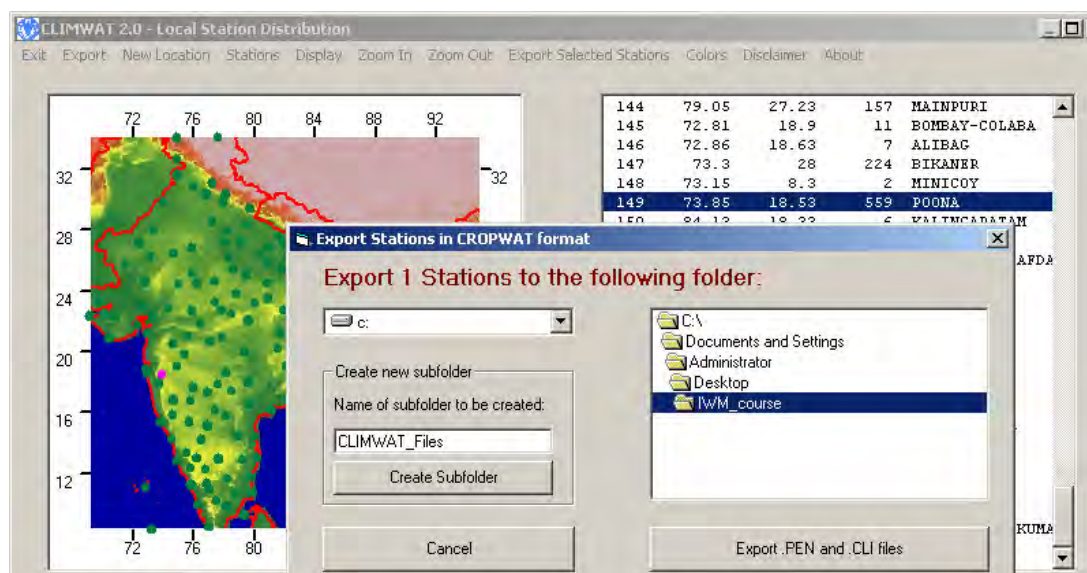 CLIMWAT 2.0 - Local Station Distribution
Exit Export New Location Stations Display Zoom In Zoom Out Export Selected Stations Colors Disclaimer About
72 76 80 84 88 92
32 32
28
24
20
16
12
72 76 80
144 79.05 27.23 157 MAINPURI
145 72.81 18.9 11 BOMBAY-COLABA
146 72.86 18.63 7 ALIBAG
147 73.3 28 224 BIKANER
148 73.15 8.3 2 MINICOY
149 73.85 18.53 559 POONA
AFDA
KUMA
Export Stations in CROPWAT format
Export 1 Stations to the following folder:
c:
Create new subfolder
Name of subfolder to be created:
CLIMWAT_Files
Create Subfolder
Cancel
C:\
Documents and Settings
Administrator
Desktop
IWM_course
Export .PEN and .CLI files